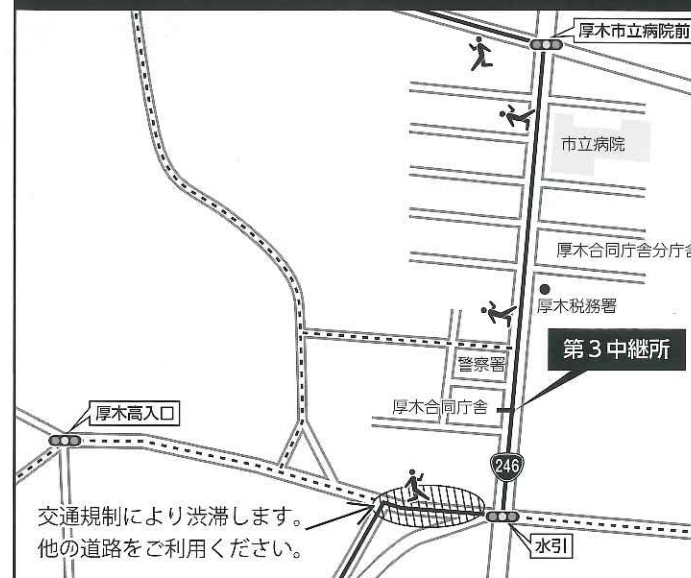 厚木市立病院前
市立病院
厚木合同庁舎分庁舎
厚木税務署
第3中継所
警察署
厚木合同庁舎
厚木高入口
246
交通規制により渋滞します。
他の道路をご利用ください。
水引